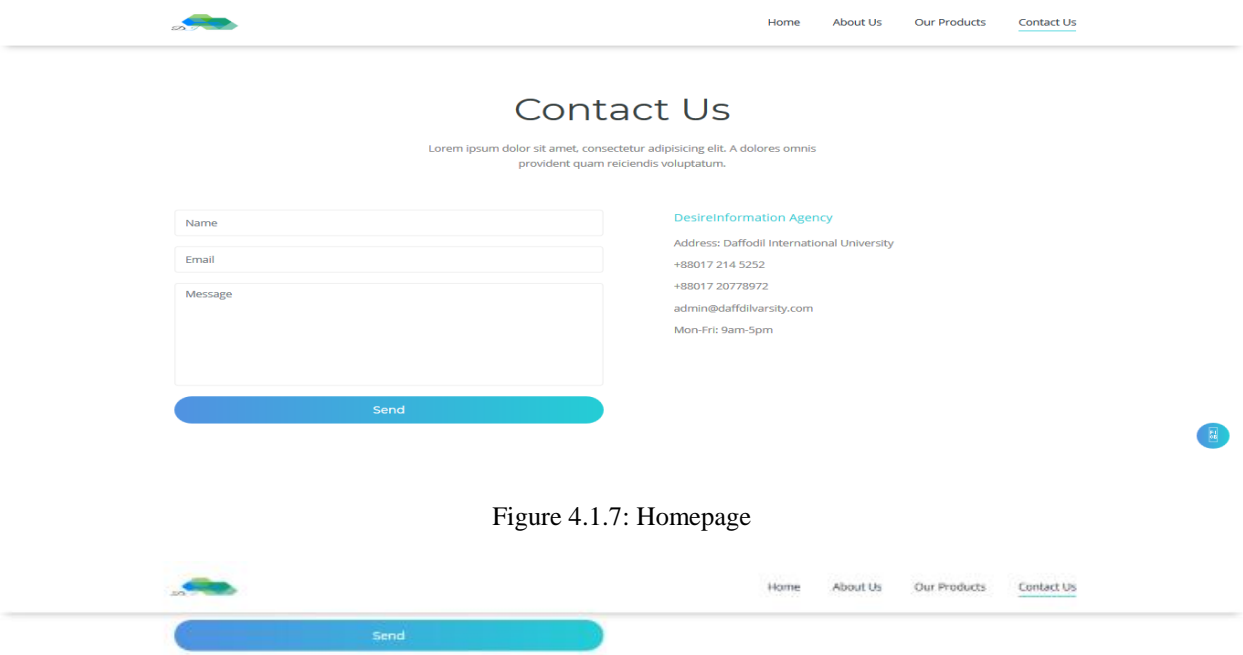 Home About Us Our Products Contact Us
Contact Us
Lorem ipsum dolor sit amet, consectetur adipisicing elit. A dolores omnis
provident quam reiciendis voluptatum.
Name
Email
Message
Send
DesireInformation Agency
Address: Daffodil International University
+88017 214 5252
+88017 20778972
admin@daffdilvarsity.com
Mon-Fri: 9am-5pm
Figure 4.1.7: Homepage
Home About Us Our Products Contact Us
Send